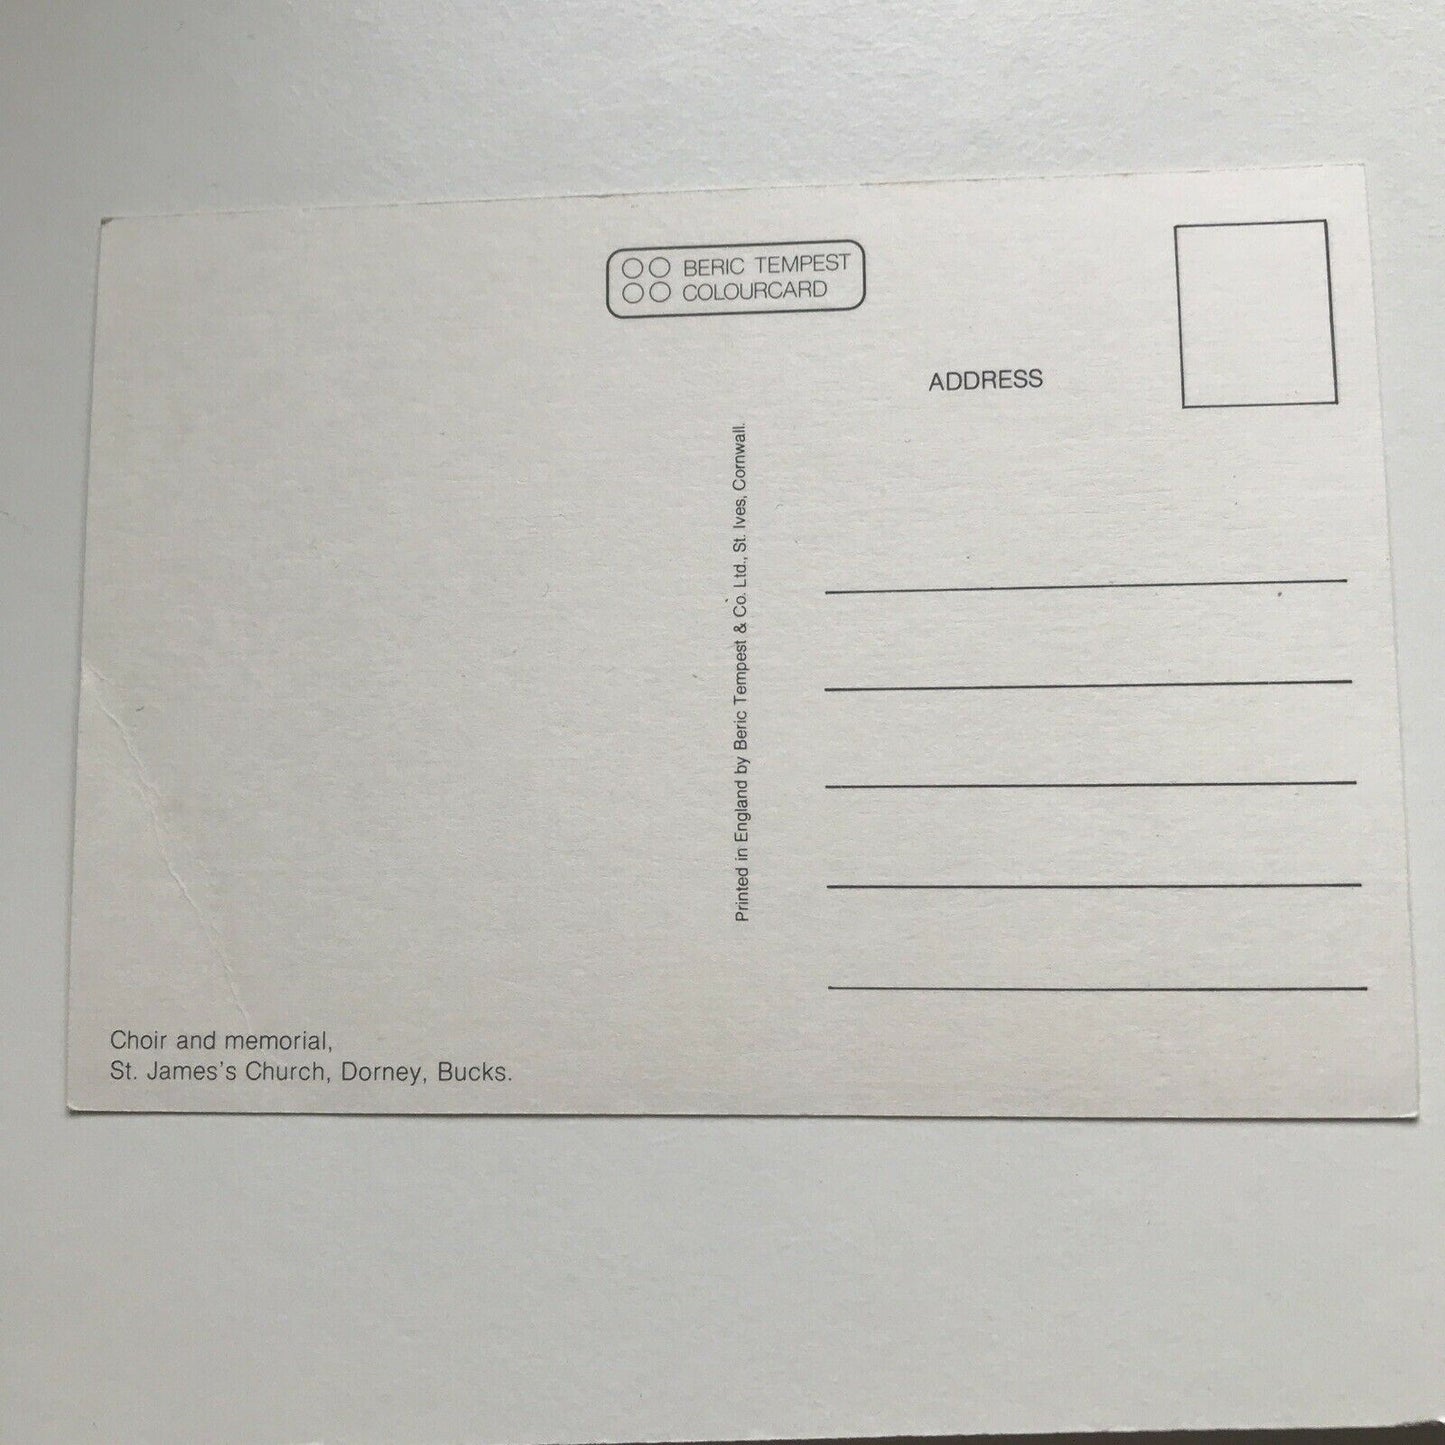 BERIC TEMPEST
COLOURCARD
ADDRESS
Printed in England by Beric Tempest & Co. Ltd., St. Ives, Cornwall.
Choir and memorial,
St. James's Church, Dorney, Bucks.